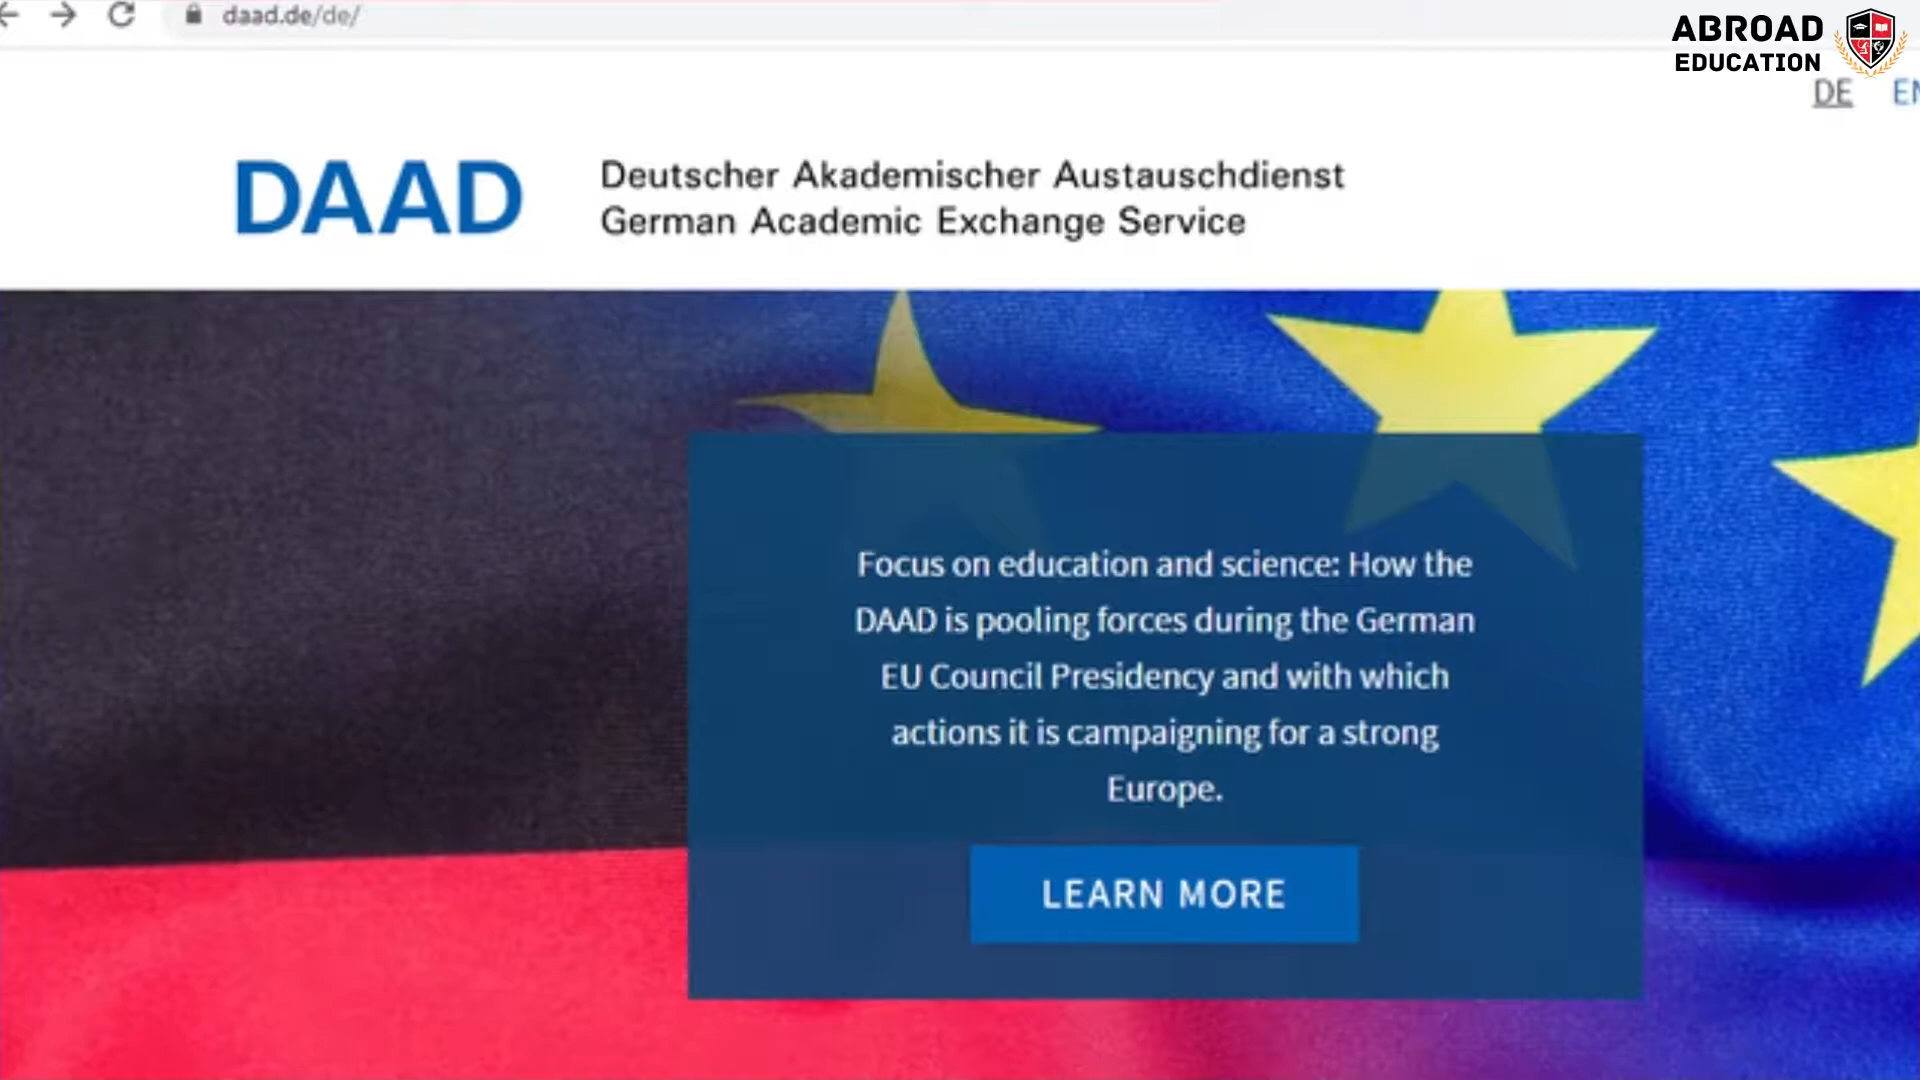 daad.de/de/
ABROAD
EDUCATION
DE
DAAD
Deutscher Akademischer Austauschdienst
German Academic Exchange Service
Focus on education and science: How the
DAAD is pooling forces during the German
EU Council Presidency and with which
actions it is campaigning for a strong
Europe.
LEARN MORE